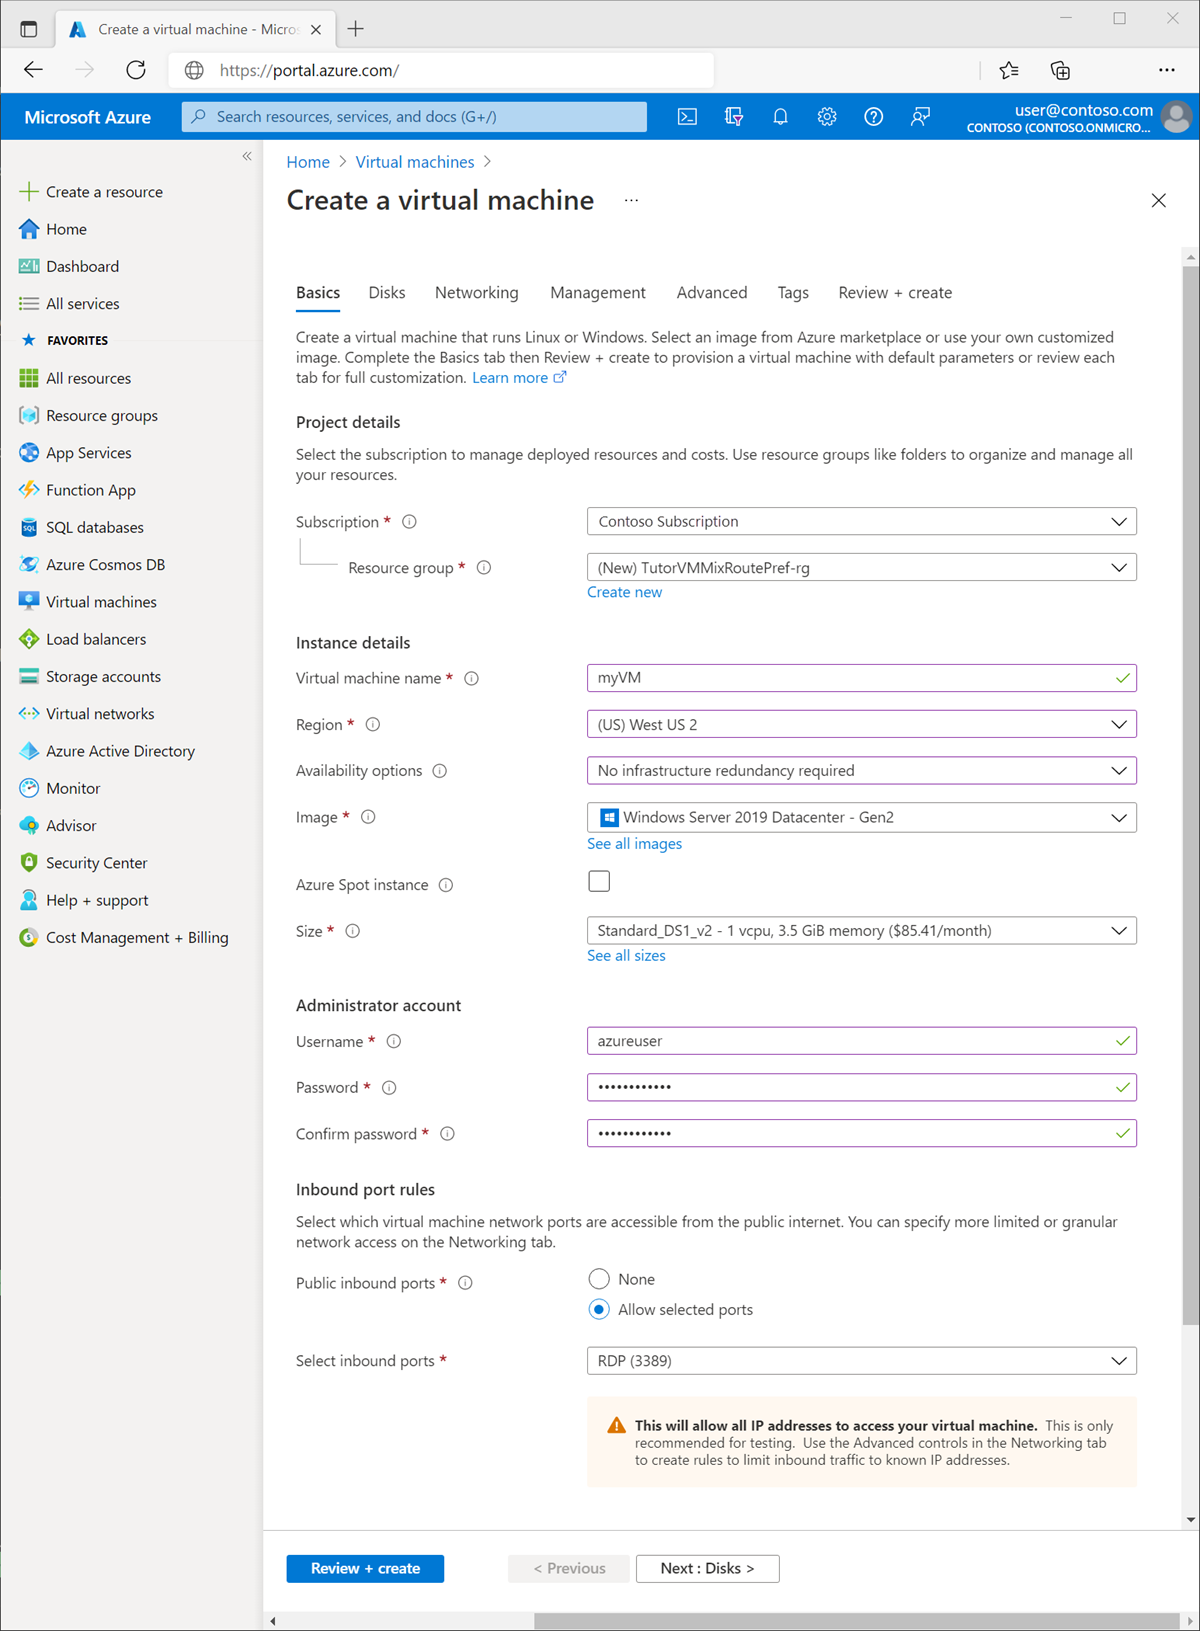 Create a virtual machine - Micros
https://portal.azure.com/
Microsoft Azure
Search resources, services, and docs (G+/)
user@contoso.com
CONTOSO (CONTOSO.ONMICRO...
Create a resource
Home
Dashboard
All services
FAVORITES
All resources
Resource groups
App Services
Function App
SQL databases
Azure Cosmos DB
Virtual machines
Load balancers
Storage accounts
Virtual networks
Azure Active Directory
Monitor
Advisor
Security Center
Help + support
Cost Management + Billing
Home > Virtual machines >
Create a virtual machine ...
Basics Disks Networking Management Advanced Tags Review + create
Create a virtual machine that runs Linux or Windows. Select an image from Azure marketplace or use your own customized
image. Complete the Basics tab then Review + create to provision a virtual machine with default parameters or review each
tab for full customization. Learn more
Project details
Select the subscription to manage deployed resources and costs. Use resource groups like folders to organize and manage all
your resources.
Subscription * Contoso Subscription
Resource group * (New) TutorVMMixRoutePref-rg
Create new
Instance details
Virtual machine name * myVM
Region * (US) West US 2
Availability options No infrastructure redundancy required
Image * Windows Server 2019 Datacenter - Gen2
See all images
Azure Spot instance
Size * Standard_DS1_v2 - 1 vcpu, 3.5 GiB memory ($85.41/month)
See all sizes
Administrator account
Username * azureuser
Password * ••••••••••••
Confirm password * ••••••••••••
Inbound port rules
Select which virtual machine network ports are accessible from the public internet. You can specify more limited or granular
network access on the Networking tab.
Public inbound ports * None
Allow selected ports
Select inbound ports * RDP (3389)
This will allow all IP addresses to access your virtual machine. This is only
recommended for testing. Use the Advanced controls in the Networking tab
to create rules to limit inbound traffic to known IP addresses.
Review + create < Previous Next : Disks >